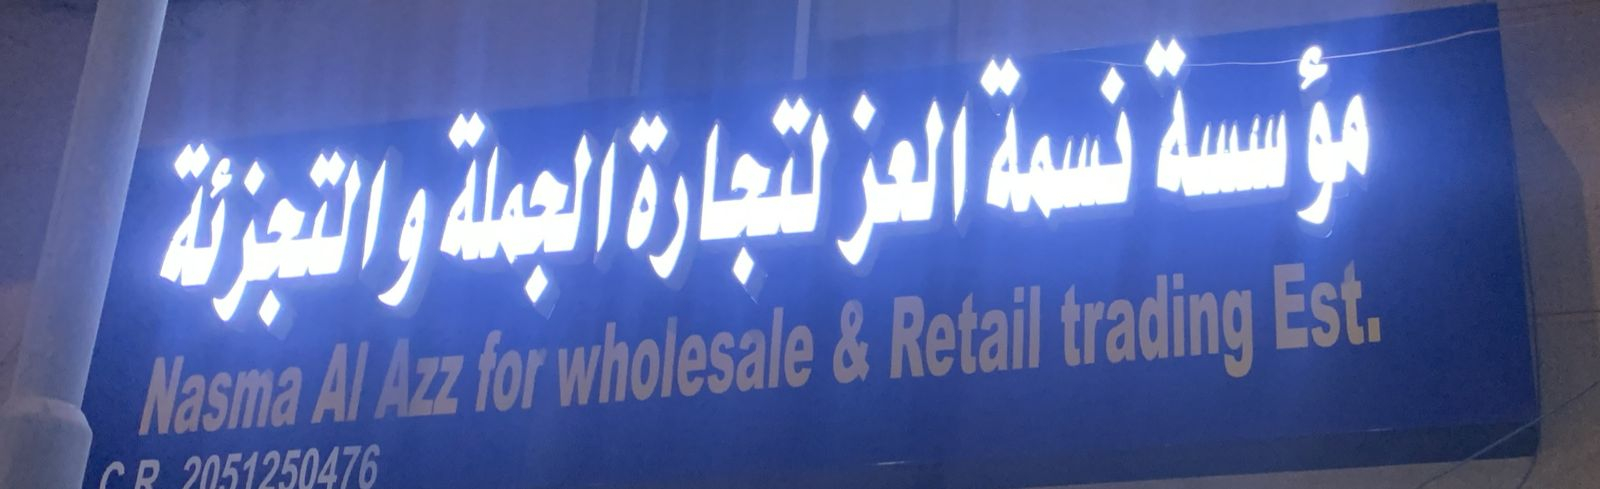 مؤسسة نسمة العز لتجارة الجملة والتجزئة
Nasma Al Azz for wholesale & Retail trading Est.
C.R. 2051250476